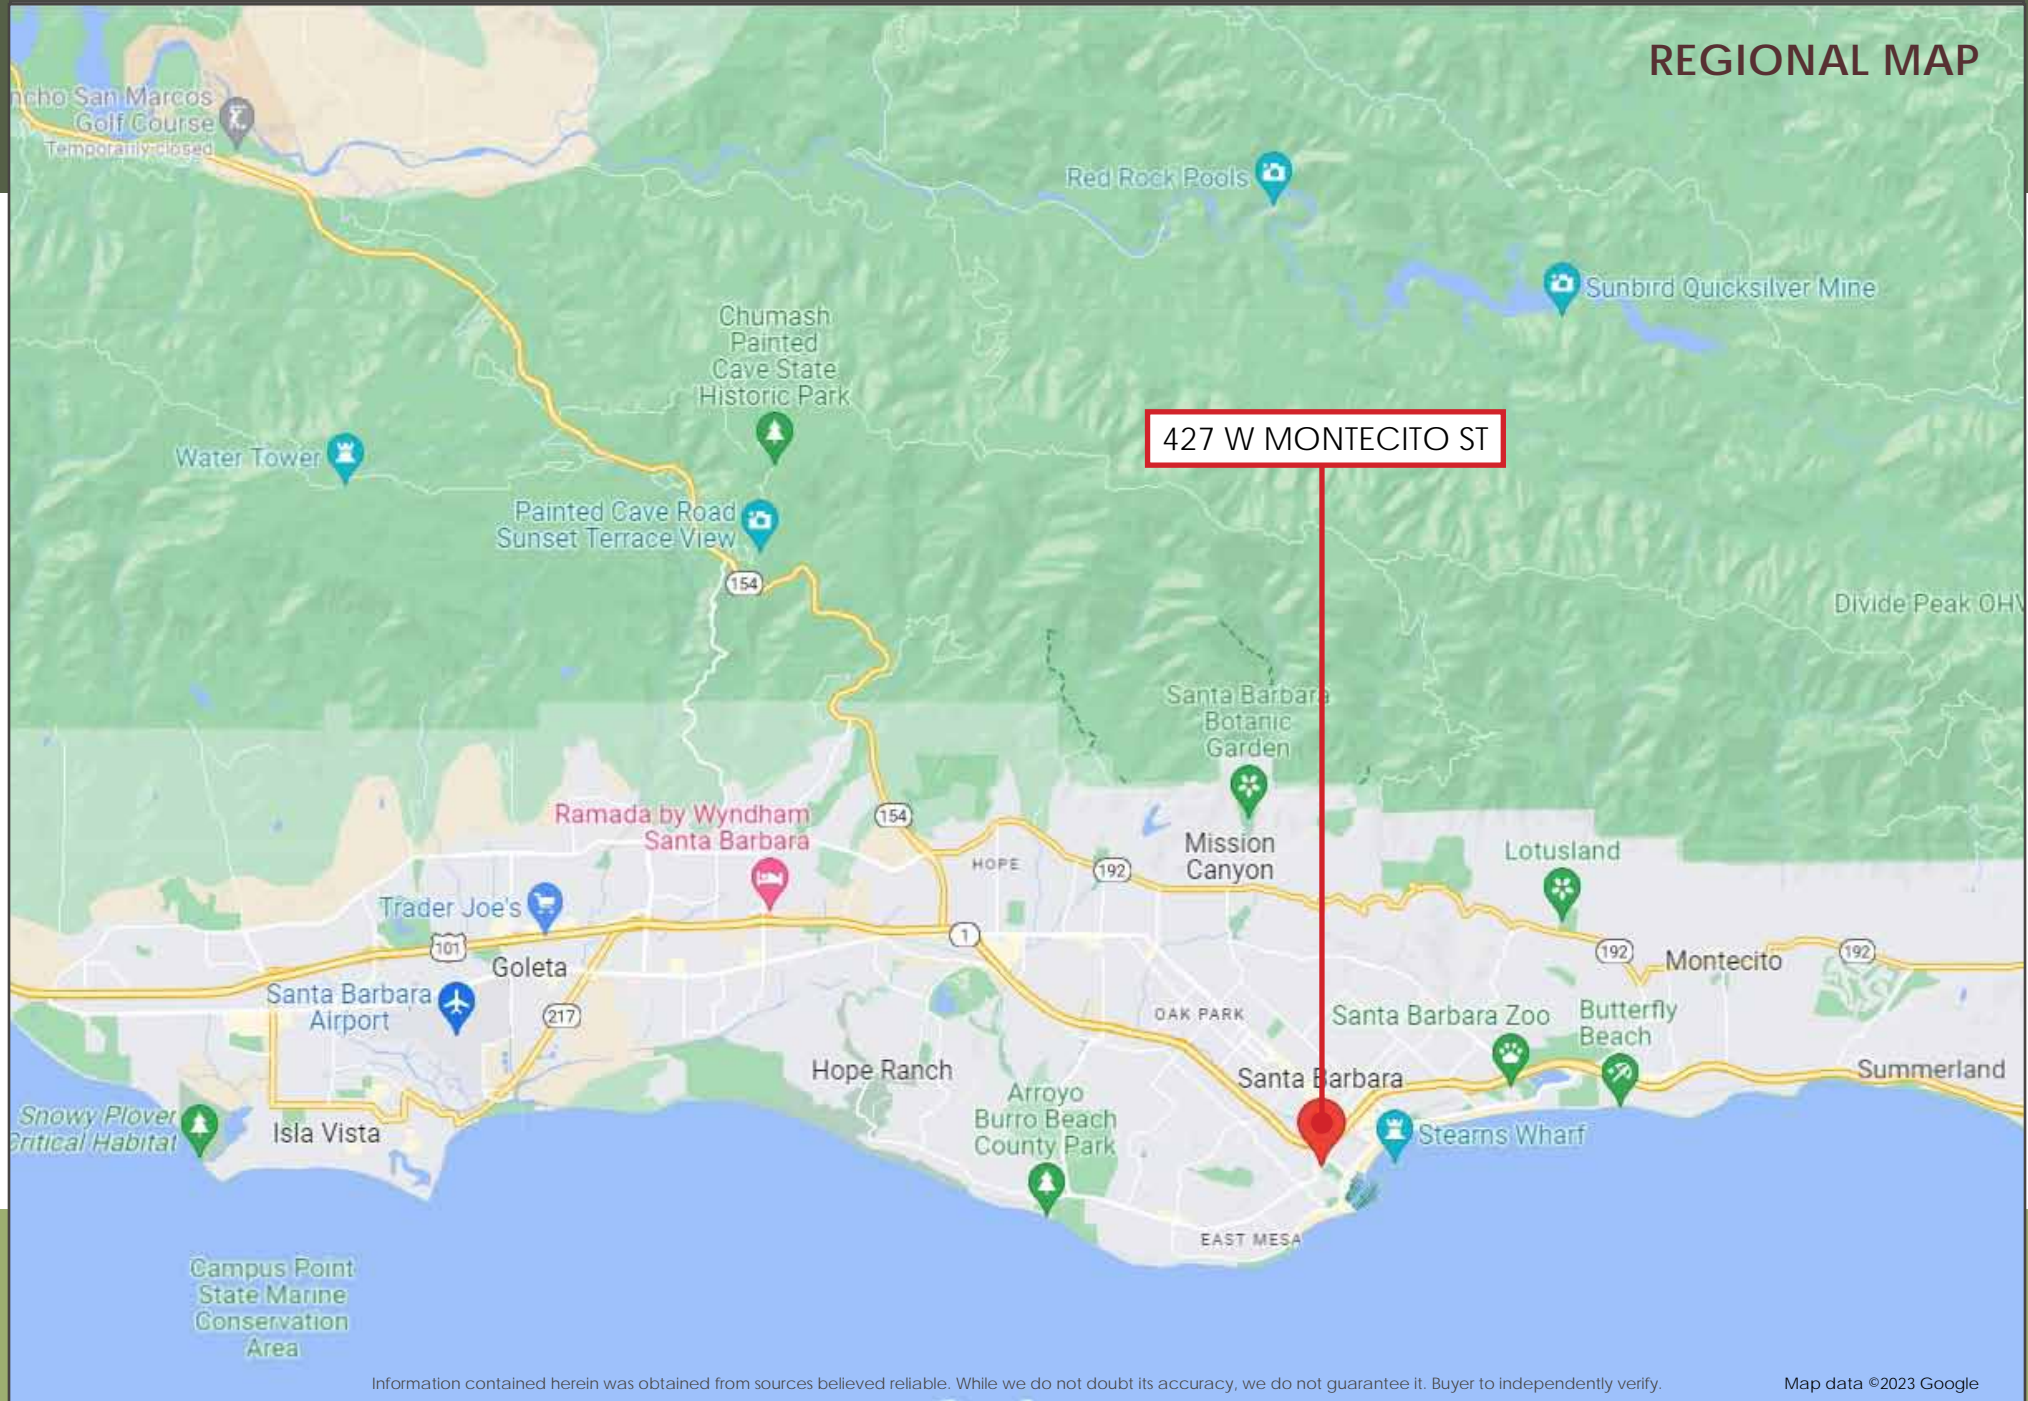 REGIONAL MAP
ncho San Marcos
Golf Course
Temporarily closed
Red Rock Pools
Sunbird Quicksilver Mine
Chumash
Painted
Cave State
Historic Park
427 W MONTECITO ST
Water Tower
Painted Cave Road
Sunset Terrace View
154
Divide Peak OHV
Santa Barbara
Botanic
Garden
Ramada by Wyndham
Santa Barbara
154
HOPE
192
Mission
Canyon
Lotusland
Trader Joe's
101
Goleta
1
192
Montecito
192
Santa Barbara
Airport
217
OAK PARK
Santa Barbara Zoo
Butterfly
Beach
Hope Ranch
Santa Barbara
Summerland
Arroyo
Burro Beach
County Park
Snowy Plover
Critical Habitat
Isla Vista
Stearns Wharf
EAST MESA
Campus Point
State Marine
Conservation
Area
Information contained herein was obtained from sources believed reliable. While we do not doubt its accuracy, we do not guarantee it. Buyer to independently verify.
Map data ©2023 Google